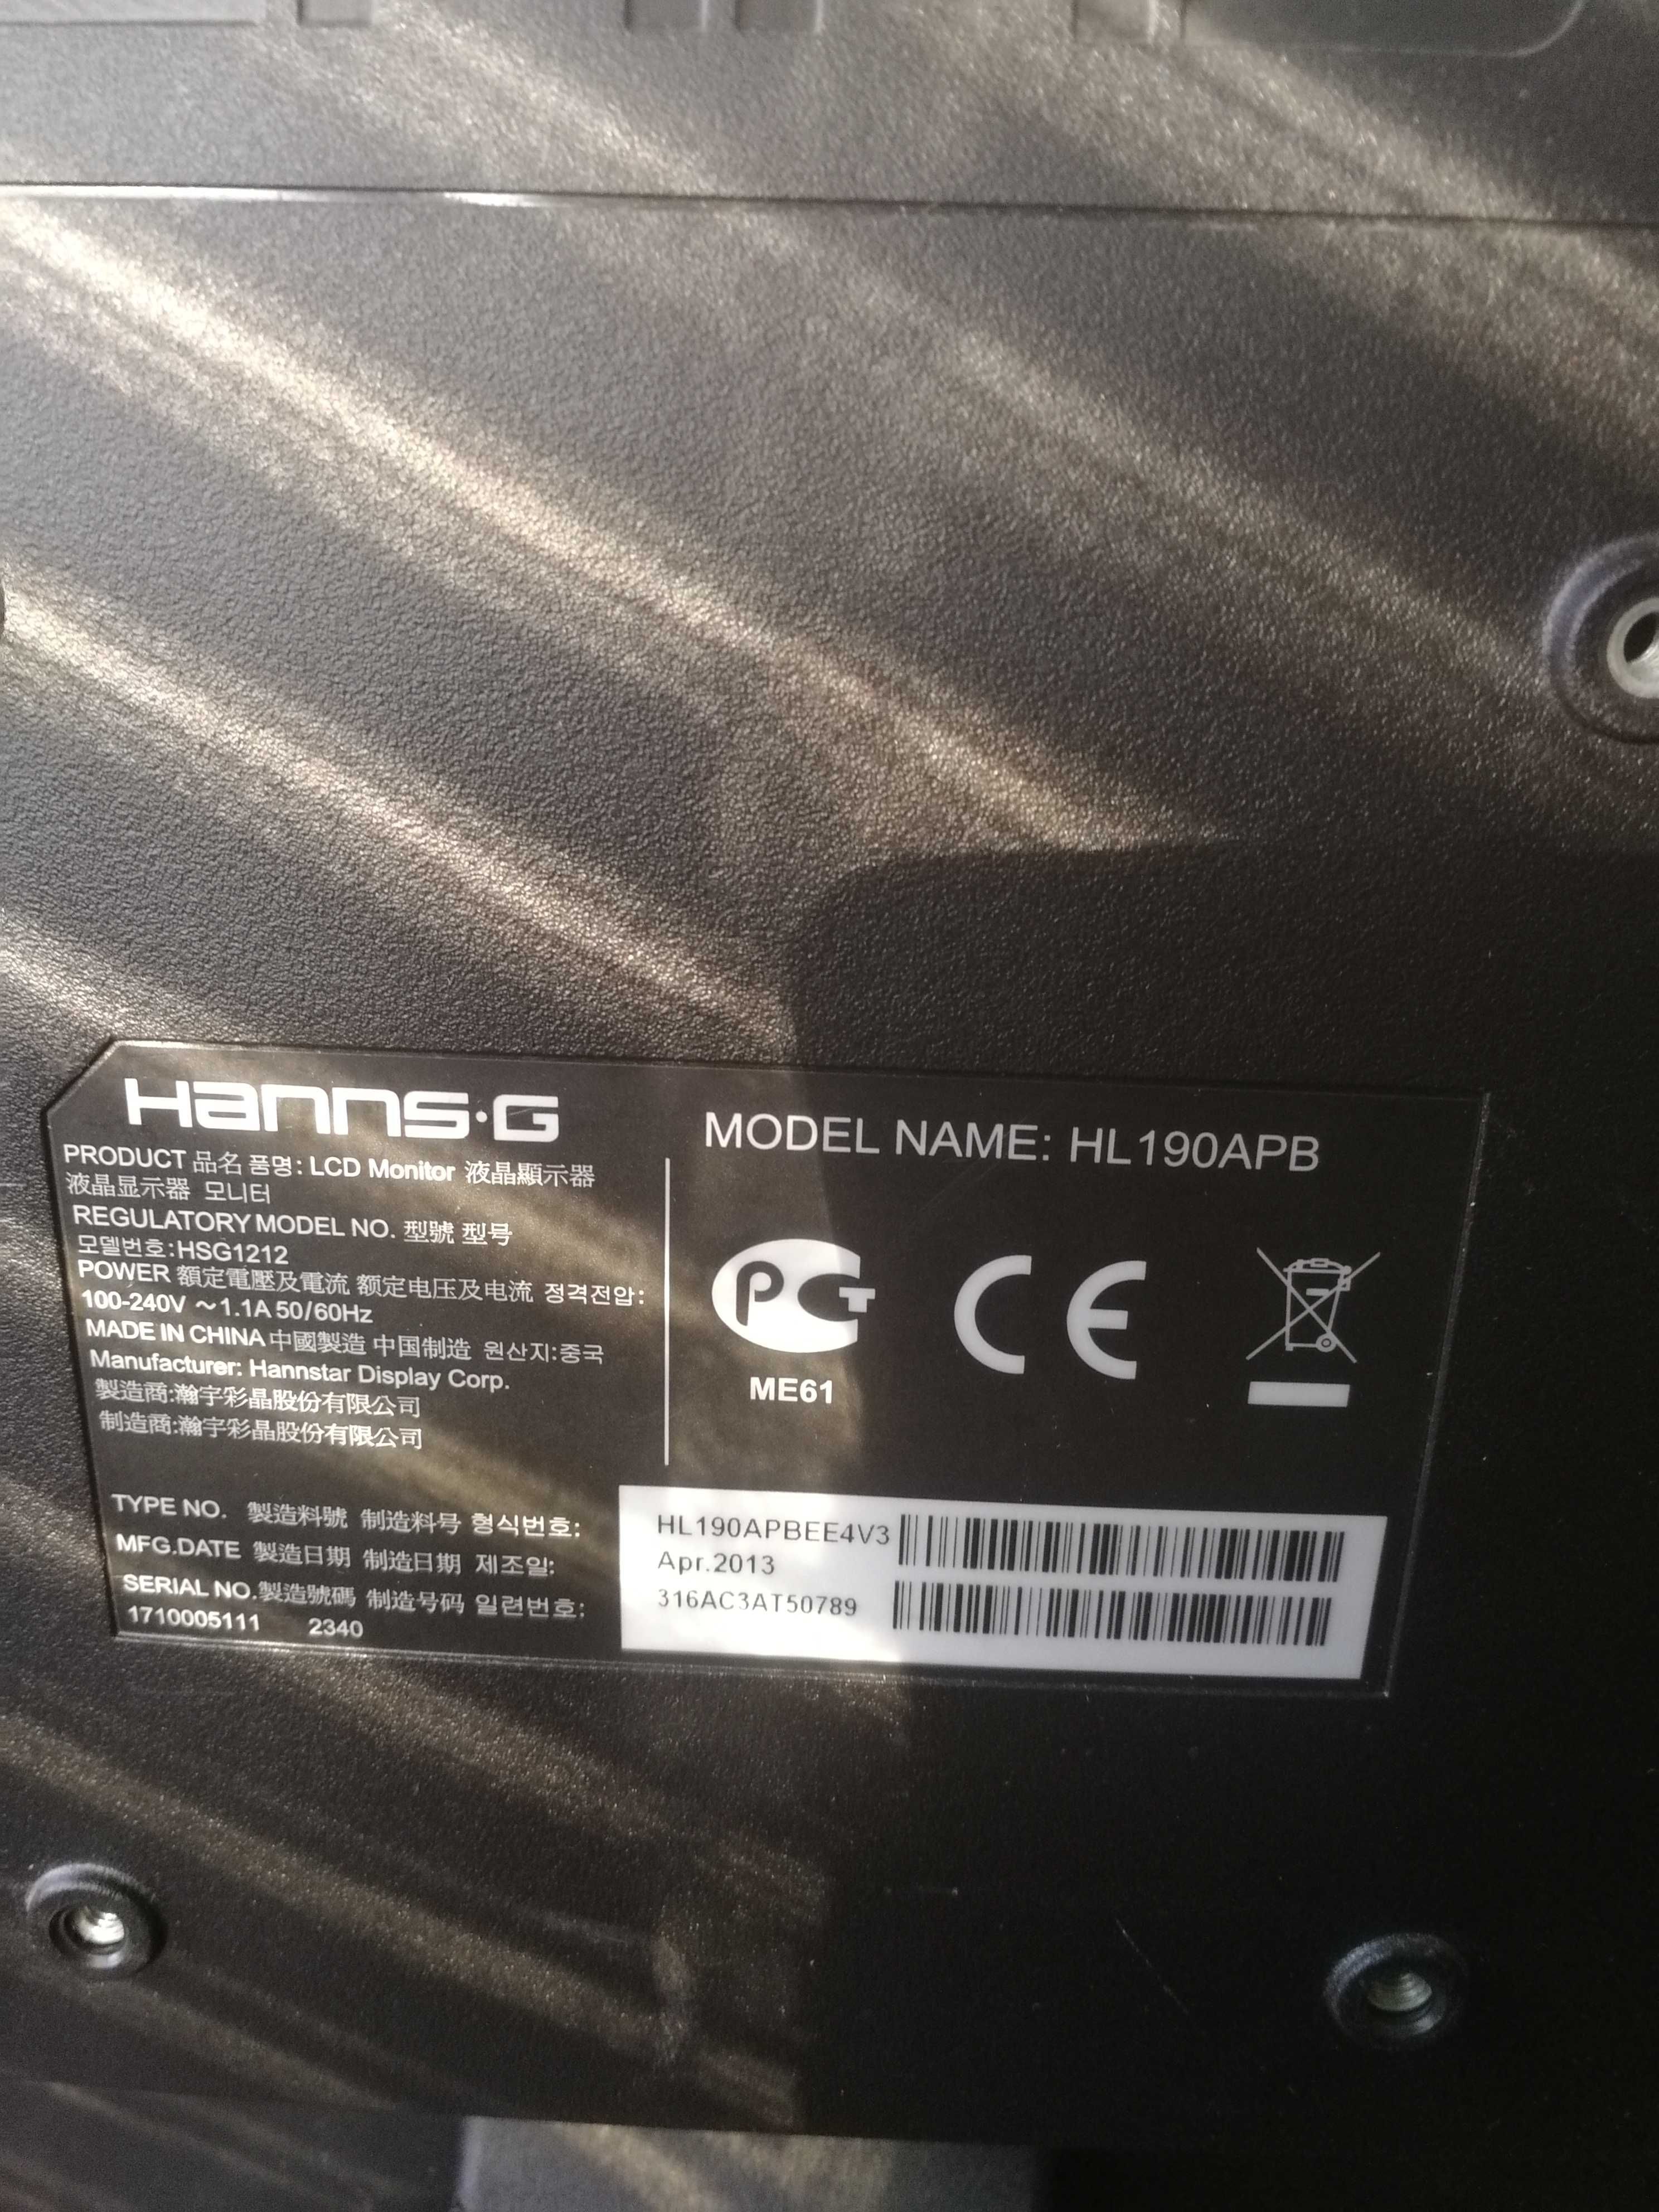 Hanns·G
PRODUCT 品名 품명: LCD Monitor 液晶顯示器
液晶显示器 모니터
REGULATORY MODEL NO. 型號 型号
모델번호:HSG1212
POWER 額定電壓及電流 额定电压及电流 정격전압:
100-240V ~1.1A 50/60Hz
MADE IN CHINA 中國製造 中国制造 원산지:중국
Manufacturer: Hannstar Display Corp.
製造商:瀚宇彩晶股份有限公司
制造商:瀚宇彩晶股份有限公司
MODEL NAME: HL190APB
PCT
ME61
CE
TYPE NO. 製造料號 制造料号 형식번호:
HL190APBEE4V3
MFG.DATE 製造日期 制造日期 제조일:
Apr.2013
SERIAL NO.製造號碼 制造号码 일련번호:
316AC3AT50789
1710005111 2340